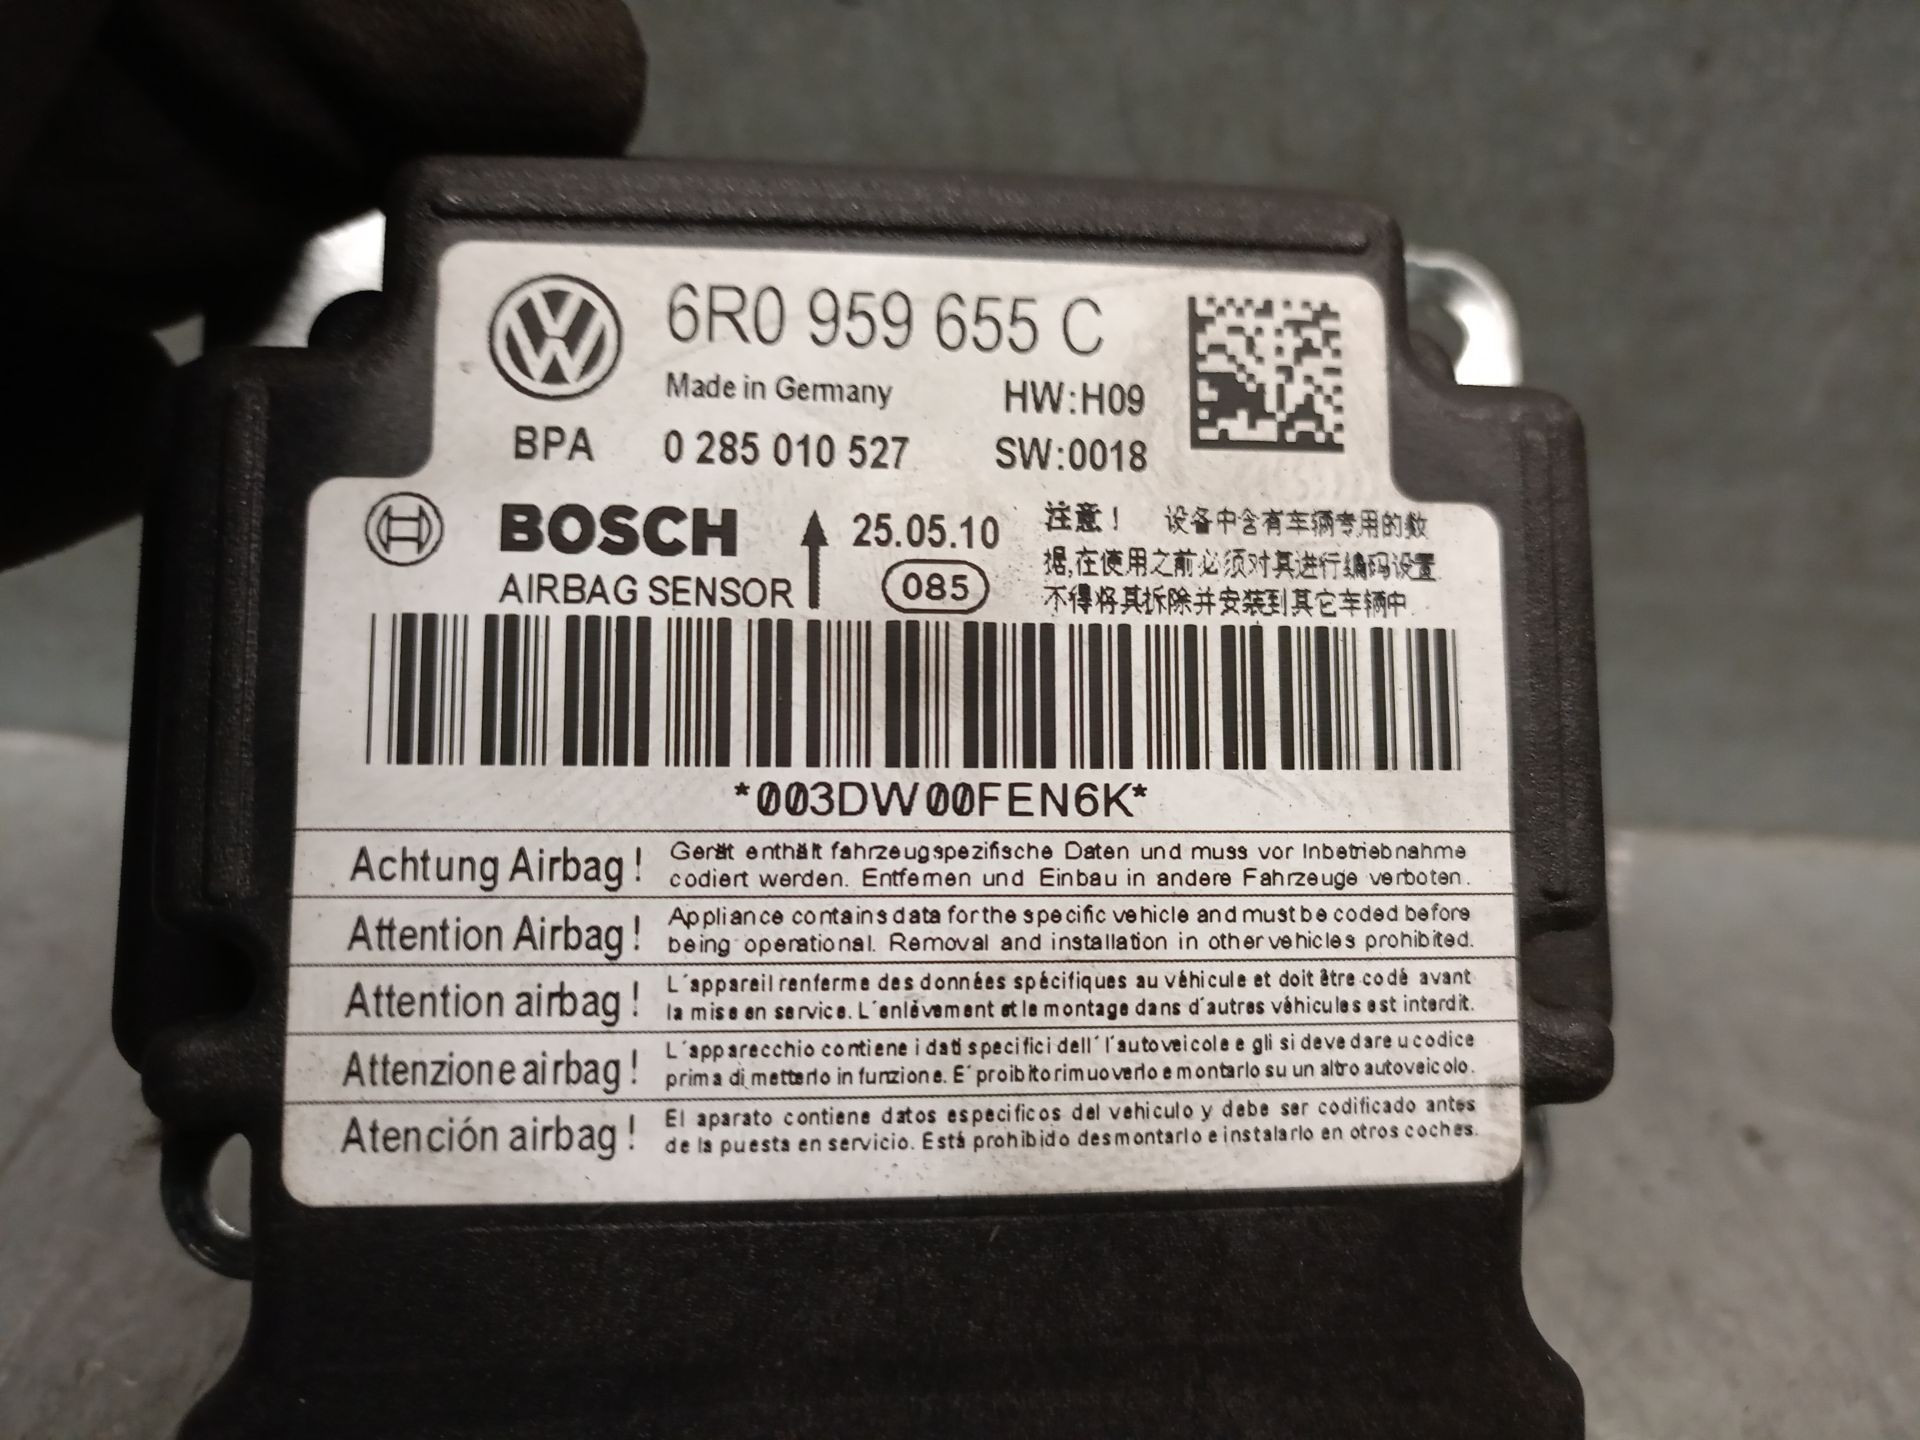 6R0 959 655 C
Made in Germany HW:H09
BPA 0 285 010 527 SW:0018
BOSCH 25.05.10
AIRBAG SENSOR 085
注意！ 设备中含有车辆专用的数
据,在使用之前必须对其进行编码设置
不得将其拆除并安装到其它车辆中
*003DW00FEN6K*
Achtung Airbag! Gerät enthält fahrzeugspezifische Daten und muss vor Inbetriebnahme
codiert werden. Entfernen und Einbau in andere Fahrzeuge verboten.
Attention Airbag! Appliance contains data for the specific vehicle and must be coded before
being operational. Removal and installation in other vehicles prohibited.
Attention airbag! L´appareil renferme des données spécifiques au véhicule et doit être codé avant
la mise en service. L´enlévement et le montage dans d´autres véhicules est interdit.
Attenzione airbag! L´apparecchio contiene i dati specifici dell´ l´autoveicole e gli si deve dare u codice
prima di metterlo in funzione. E´ proibito rimuoverlo e montarlo su un altro autoveicolo.
Atención airbag! El aparato contiene datos especificos del vehiculo y debe ser codificado antes
de la puesta en servicio. Está prohibido desmontarlo e instalarlo en otros coches.